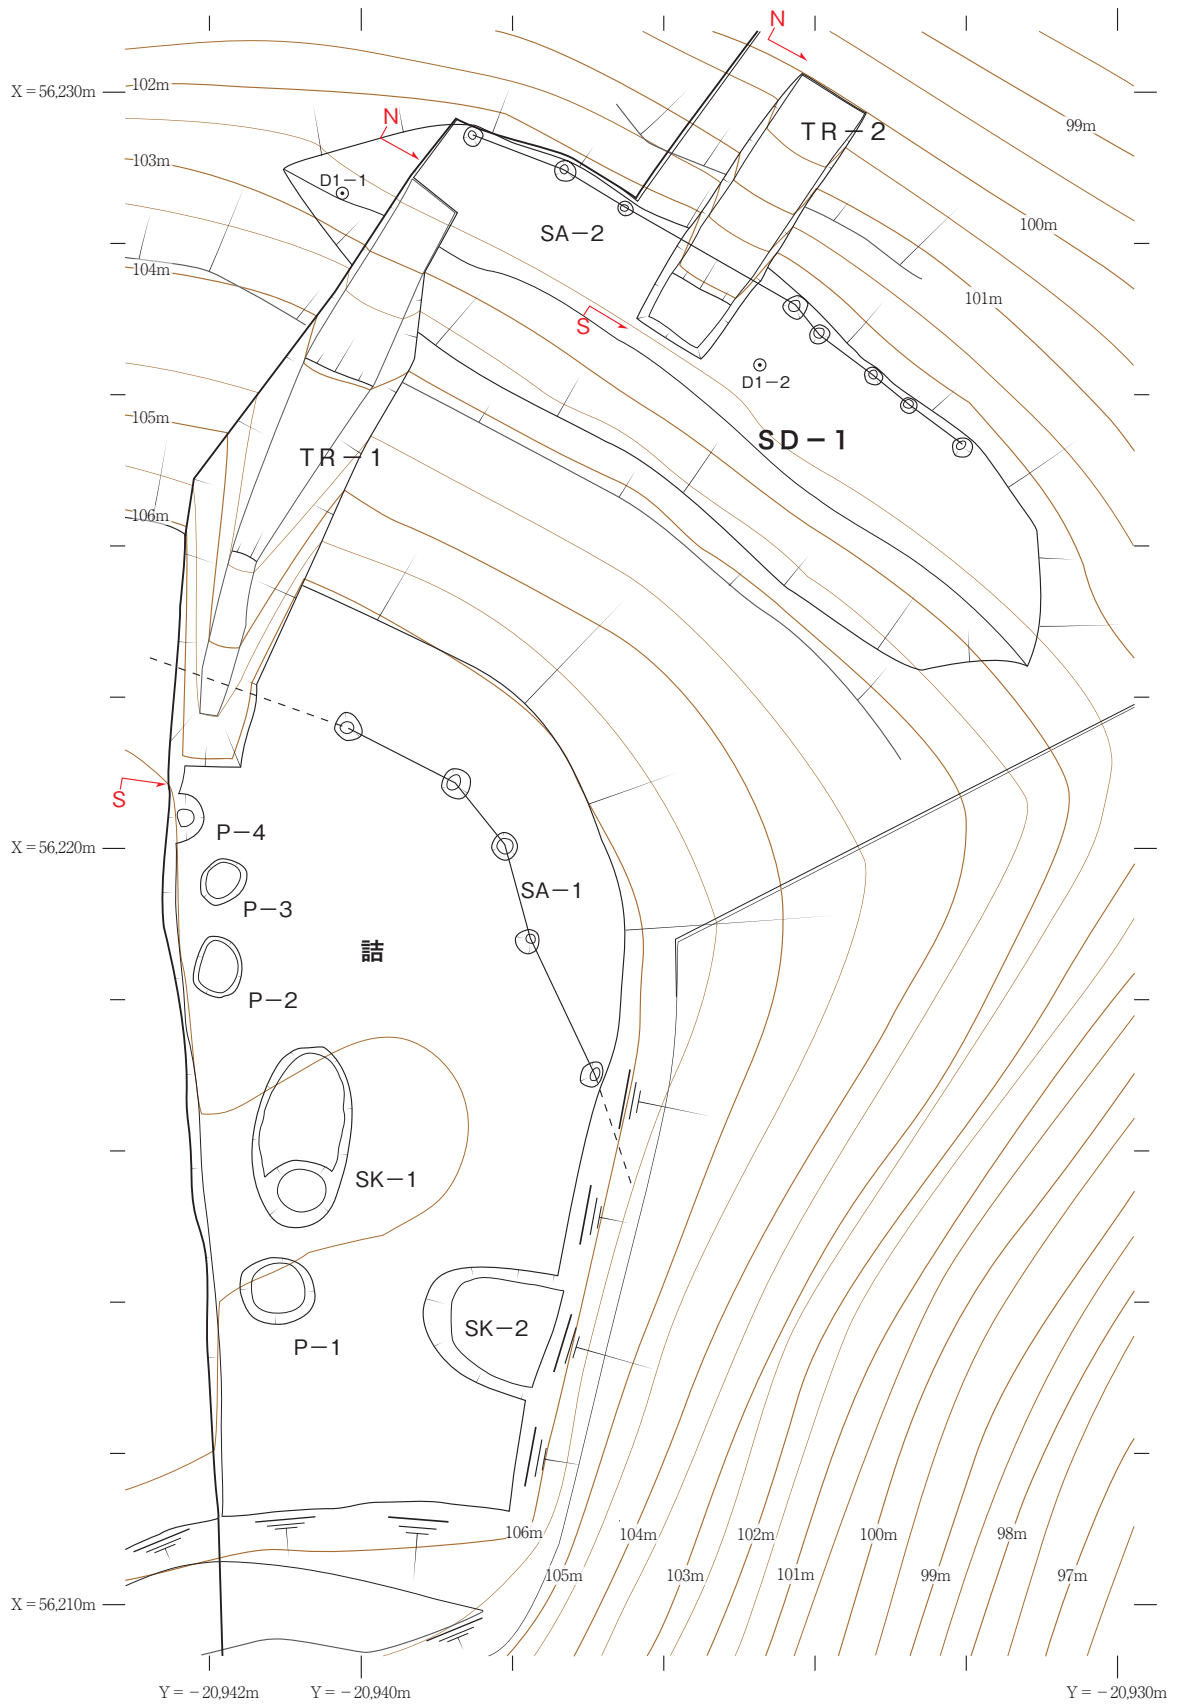 N
X＝56,230m
102m
N
TR－2
99m
103m
D1－1
SA－2
100m
104m
101m
S
D1－2
105m
SD－1
TR－1
106m
S
P－4
X＝56,220m
SA－1
P－3
詰
P－2
SK－1
SK－2
P－1
106m
104m
102m
100m
98m
105m
103m
101m
99m
97m
X＝56,210m
Y＝－20,942m
Y＝－20,940m
Y＝－20,930m